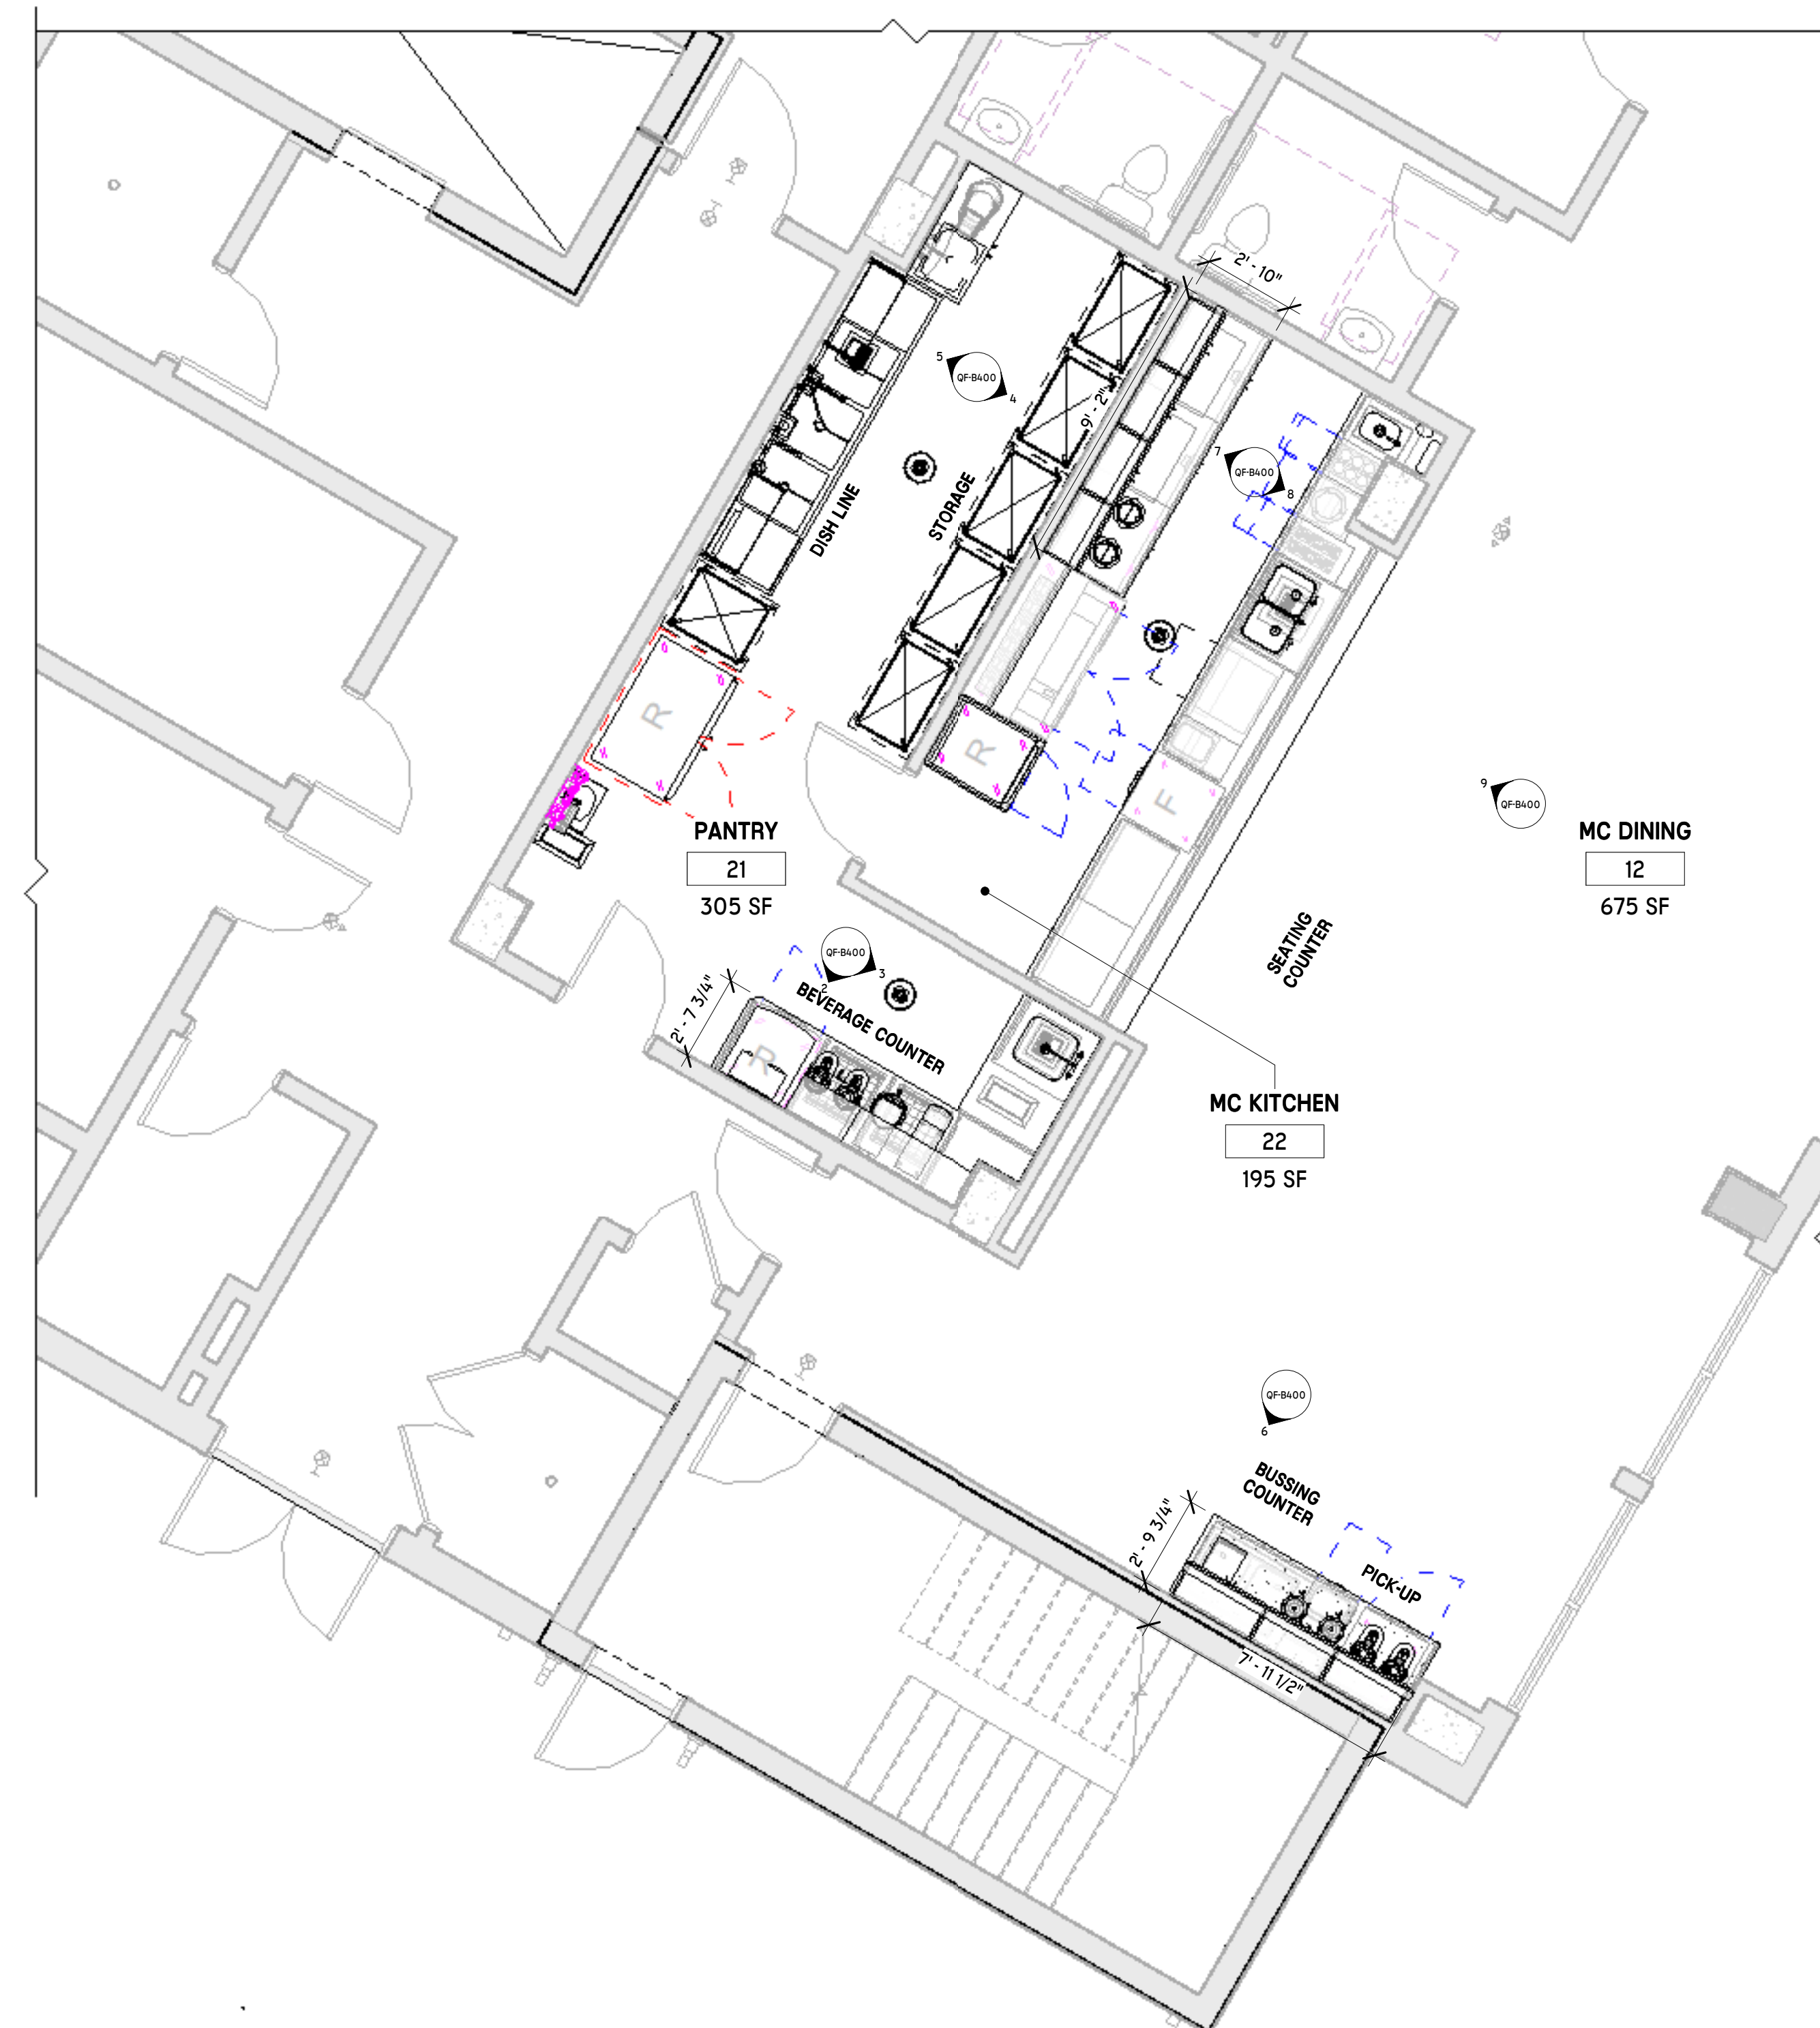 2' - 10"
5
QF-B400
4
9' - 2"
7
QF-B400
8
DISH LINE
STORAGE
R
R
F
9
QF-B400
PANTRY
21
305 SF
MC DINING
12
675 SF
SEATING
COUNTER
QF-B400
3
2
2' - 7 3/4"
BEVERAGE COUNTER
R
MC KITCHEN
22
195 SF
QF-B400
6
BUSSING
COUNTER
2' - 9 3/4"
PICK-UP
7' - 11 1/2"